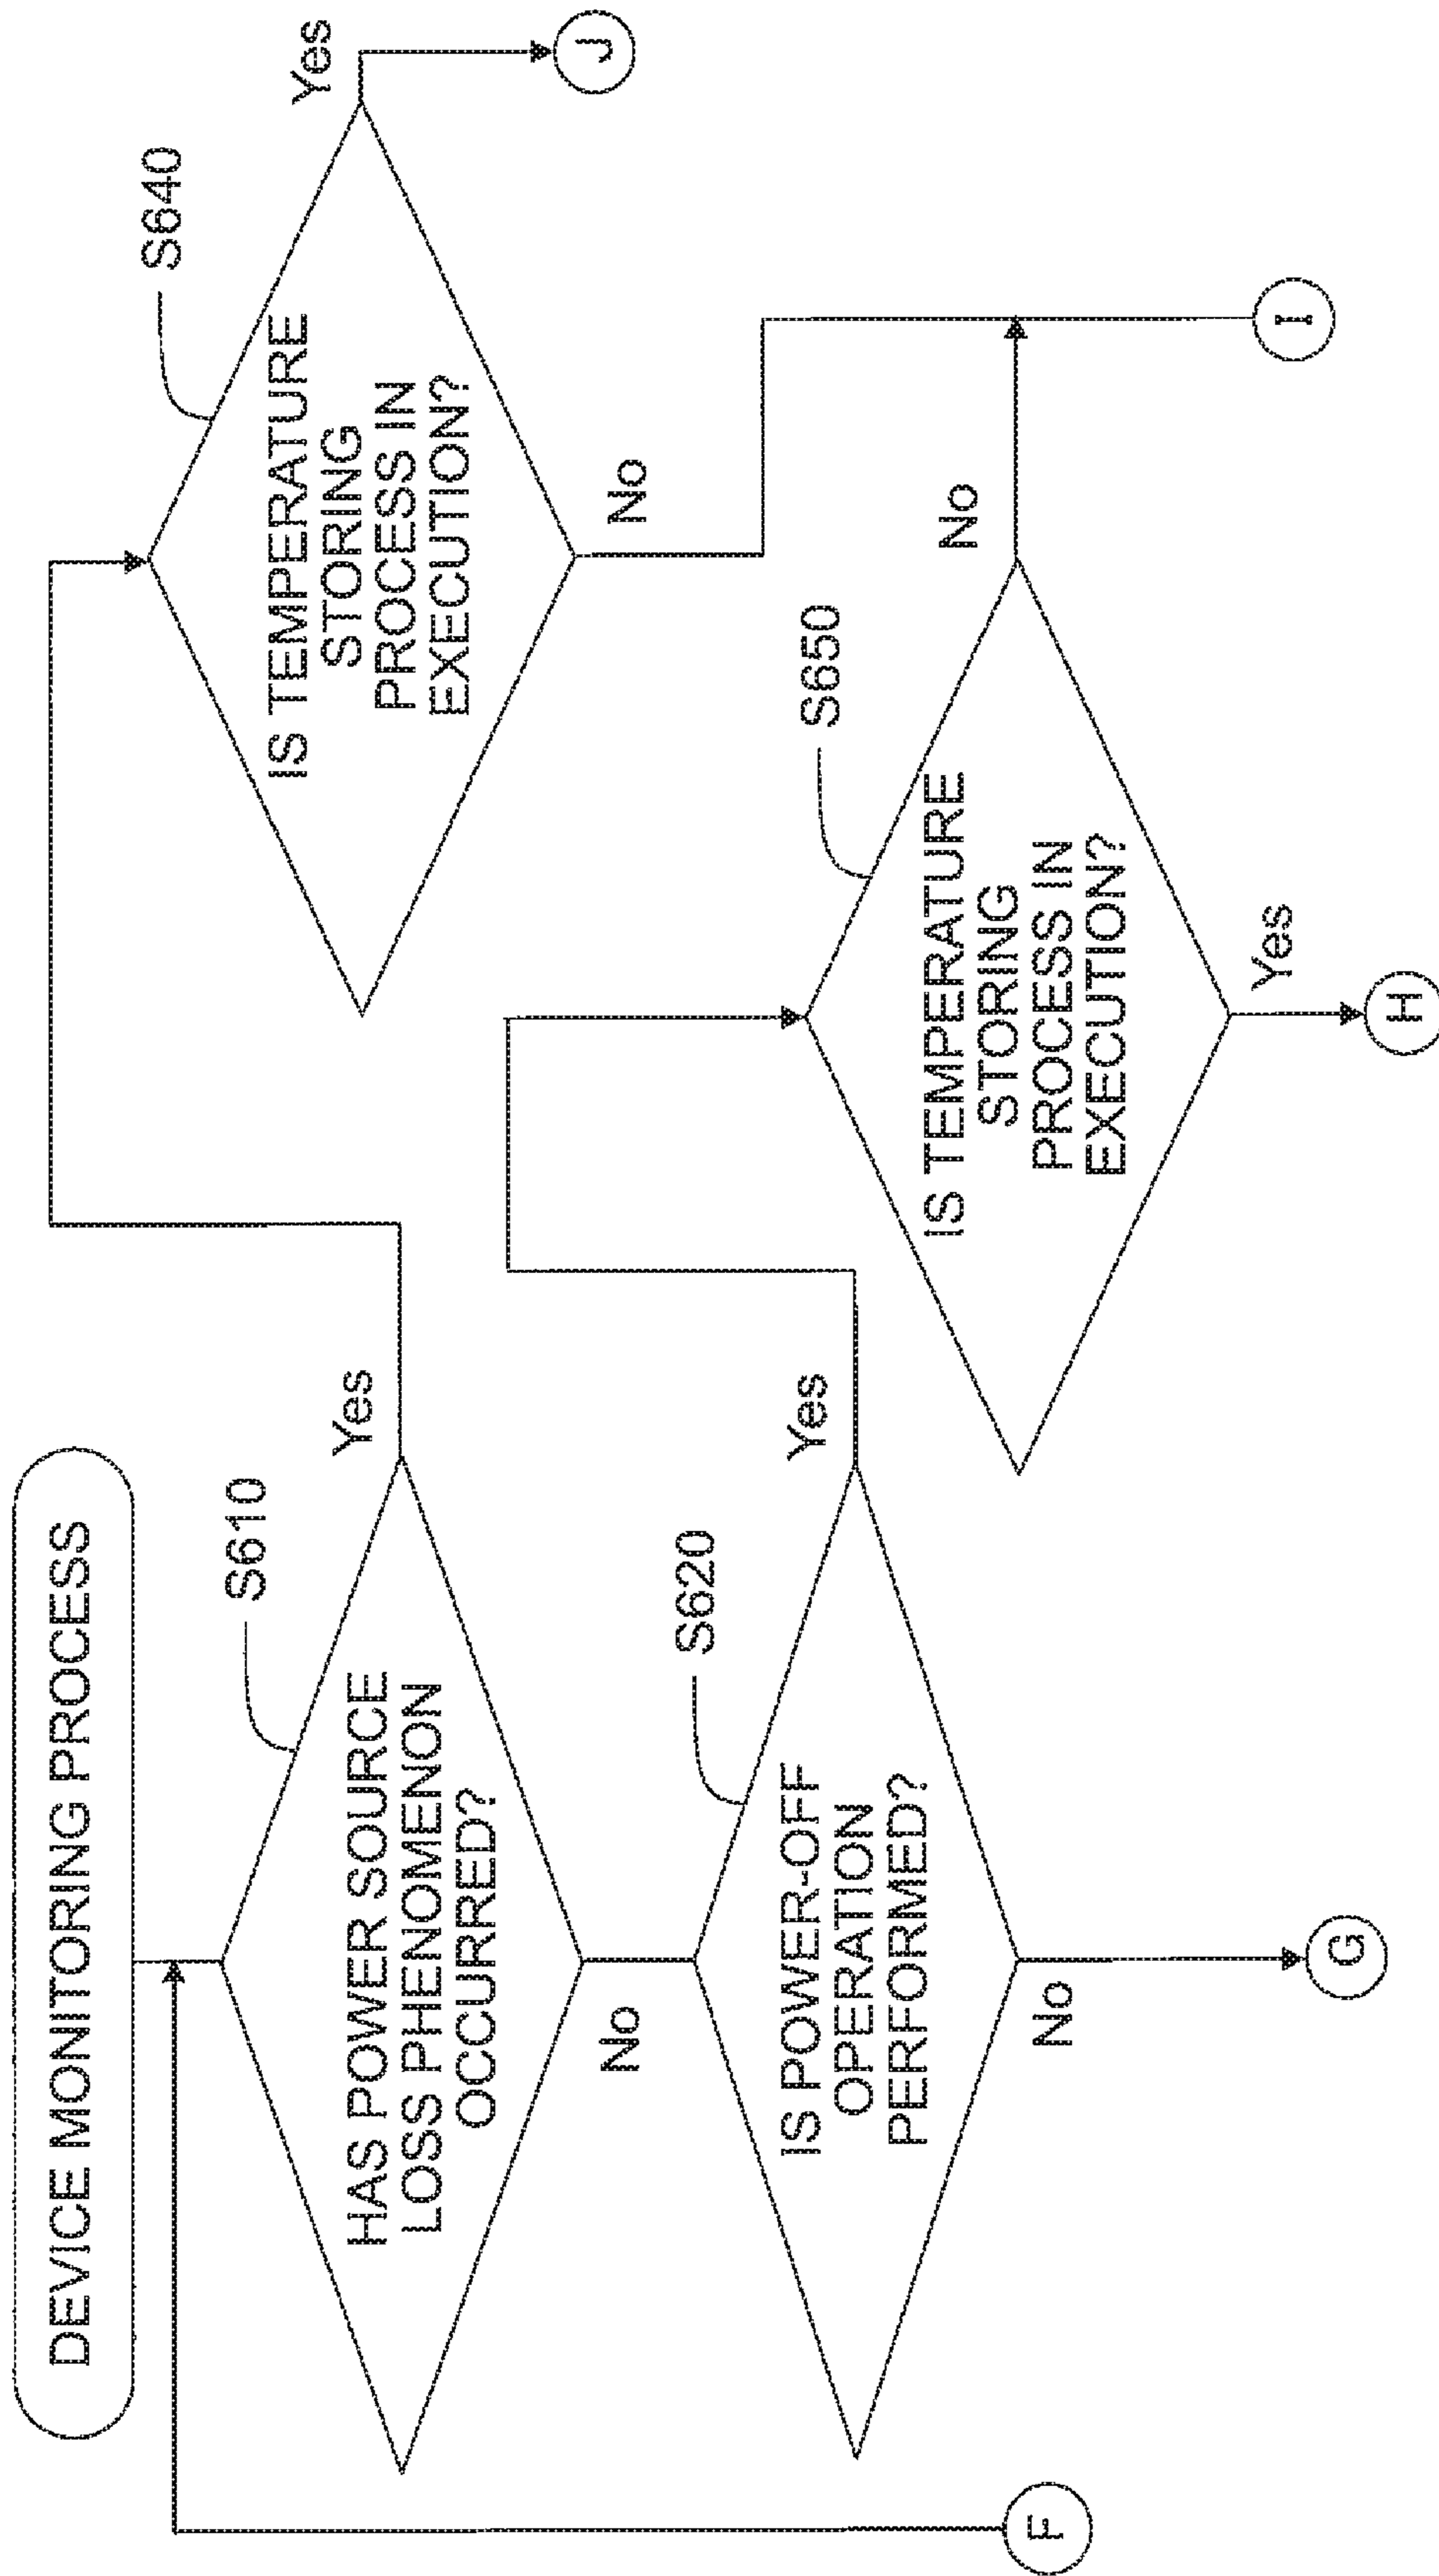 DEVICE MONITORING PROCESS
S610
HAS POWER SOURCE
LOSS PHENOMENON
OCCURRED?
Yes
No
S620
IS POWER-OFF
OPERATION
PERFORMED?
Yes
No
F
G
S640
IS TEMPERATURE
STORING
PROCESS IN
EXECUTION?
Yes
J
No
S650
IS TEMPERATURE
STORING
PROCESS IN
EXECUTION?
No
I
Yes
H